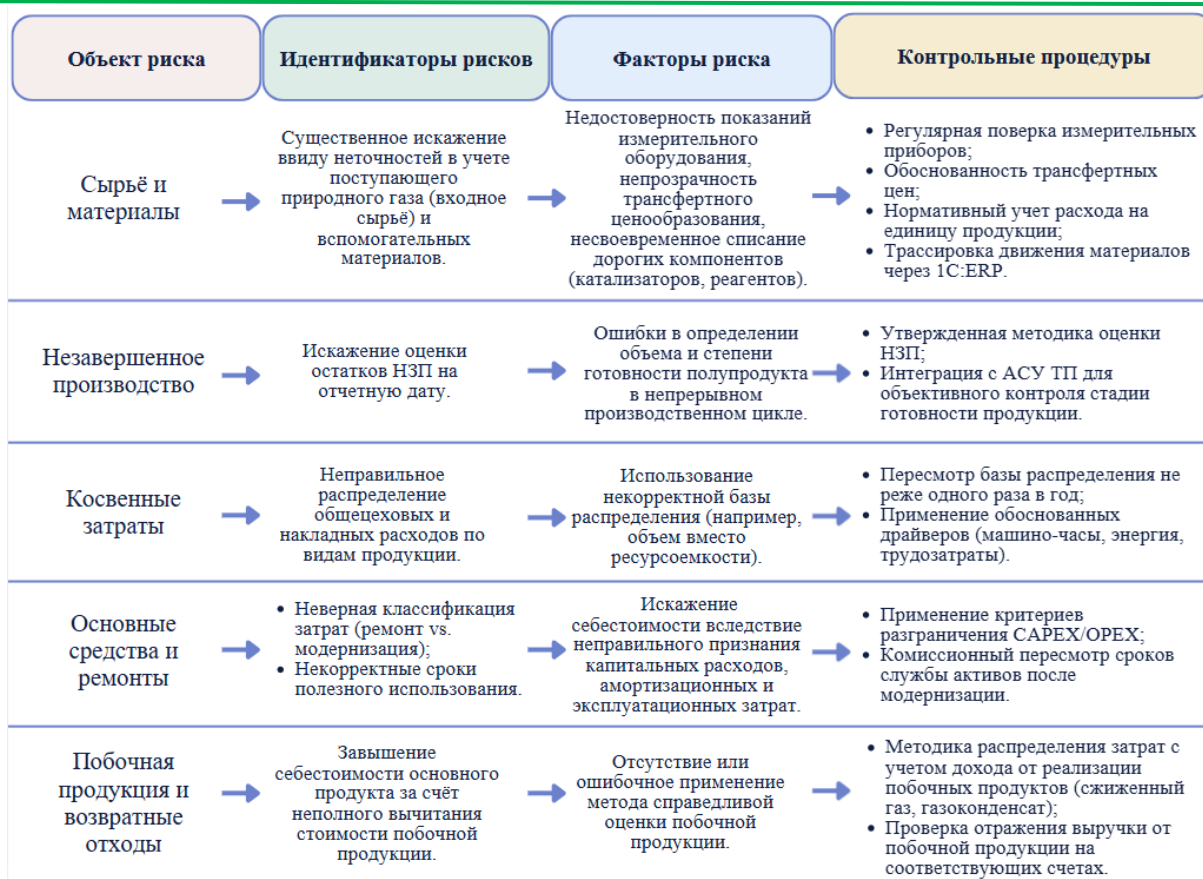 Объект риска
Идентификаторы рисков
Факторы риска
Контрольные процедуры
Сырьё и
материалы
Существенное искажение
ввиду неточностей в учете
поступающего
природного газа (входное
сырьё) и
вспомогательных
материалов.
Недостоверность показаний
измерительного
оборудования,
непрозрачность
трансфертного
ценообразования,
несвоевременное списание
дорогих компонентов
(катализаторов, реагентов).
• Регулярная поверка измерительных
приборов;
• Обоснованность трансфертных
цен;
• Нормативный учет расхода на
единицу продукции;
• Трассировка движения материалов
через 1С:ERP.
Незавершенное
производство
Искажение оценки
остатков НЗП на
отчетную дату.
Ошибки в определении
объема и степени
готовности полупродукта
в непрерывном
производственном цикле.
• Утвержденная методика оценки
НЗП;
• Интеграция с АСУ ТП для
объективного контроля стадии
готовности продукции.
Косвенные
затраты
Неправильное
распределение
общецеховых и
накладных расходов по
видам продукции.
Использование
некорректной базы
распределения (например,
объем вместо
ресурсоемкости).
• Пересмотр базы распределения не
реже одного раза в год;
• Применение обоснованных
драйверов (машино-часы, энергия,
трудозатраты).
Основные
средства и
ремонты
• Неверная классификация
затрат (ремонт vs.
модернизация);
• Некорректные сроки
полезного использования.
Искажение
себестоимости вследствие
неправильного признания
капитальных расходов,
амортизационных и
эксплуатационных затрат.
• Применение критериев
разграничения CAPEX/OPEX;
• Комиссионный пересмотр сроков
службы активов после
модернизации.
Побочная
продукция и
возвратные
отходы
Завышение
себестоимости основного
продукта за счёт
неполного вычитания
стоимости побочной
продукции.
Отсутствие или
ошибочное применение
метода справедливой
оценки побочной
продукции.
• Методика распределения затрат с
учетом дохода от реализации
побочных продуктов (сжиженный
газ, газоконденсат);
• Проверка отражения выручки от
побочной продукции на
соответствующих счетах.